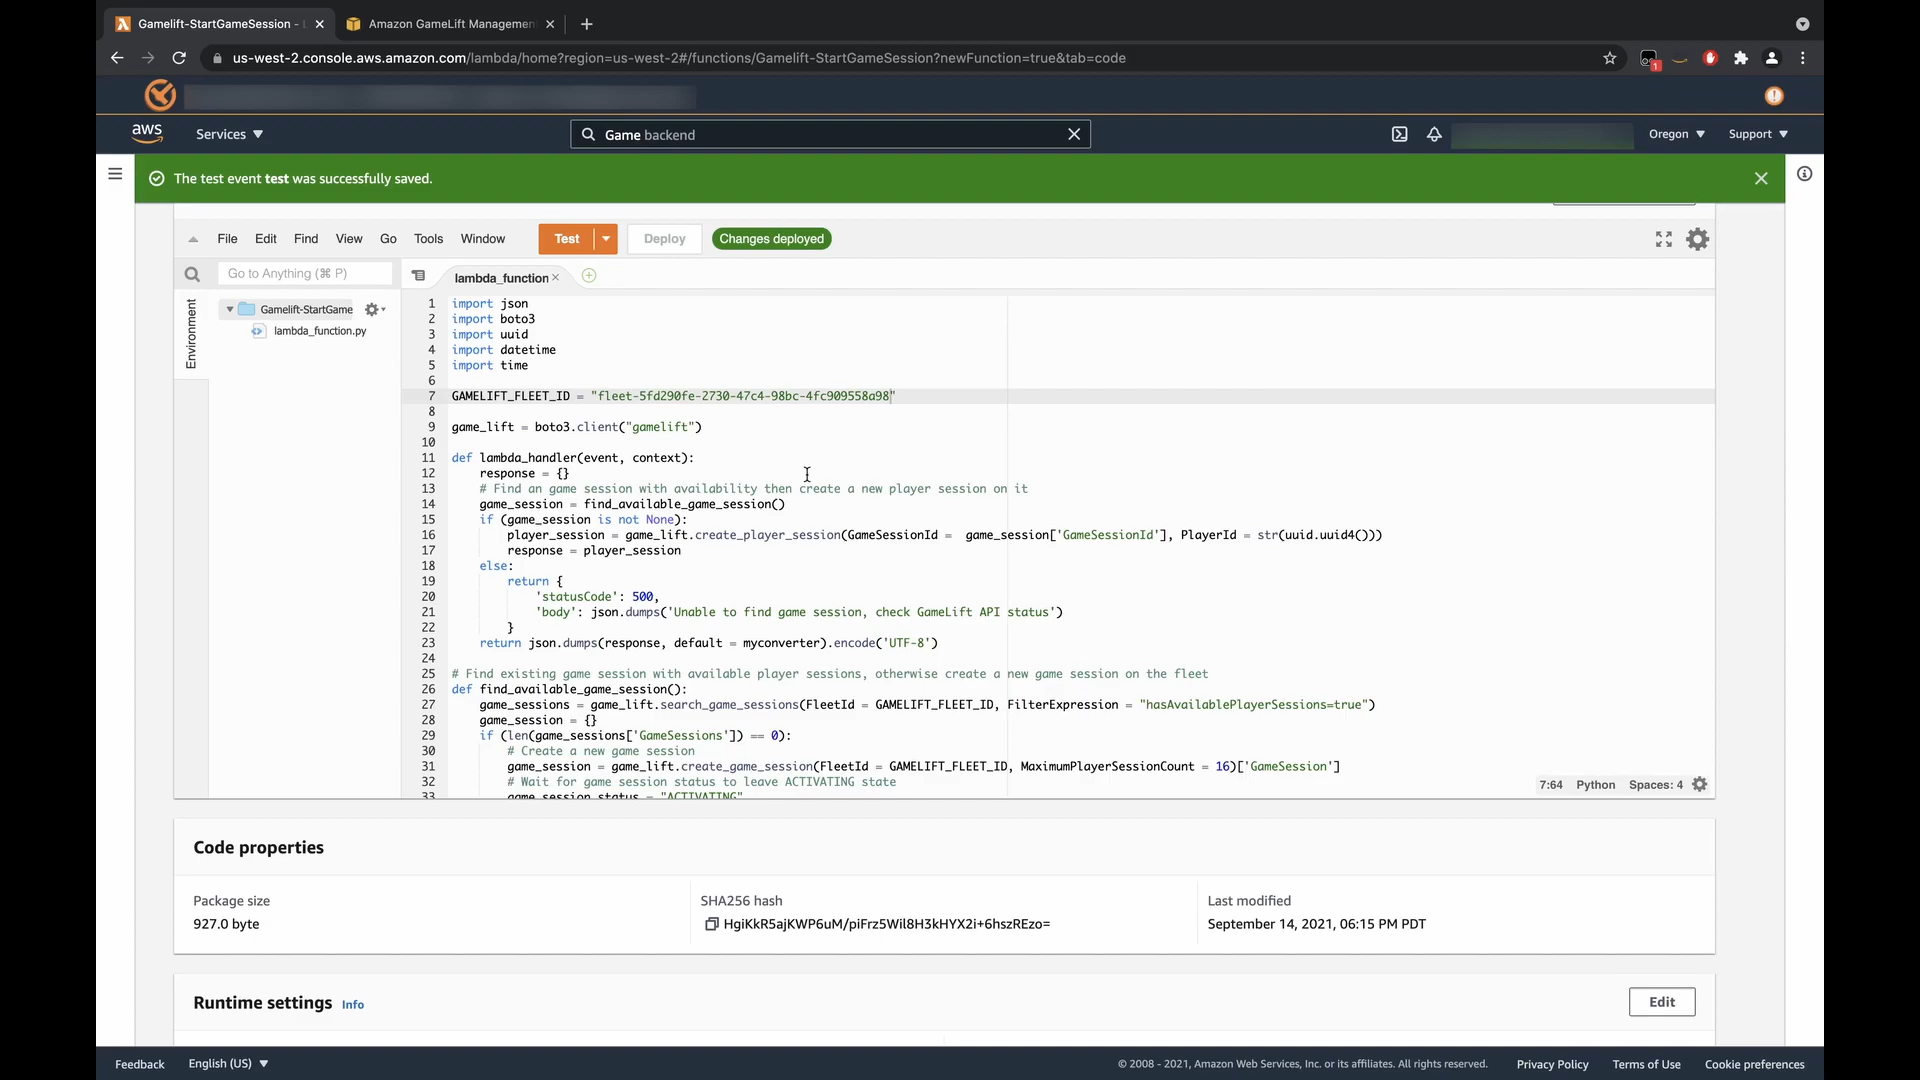 Gamelift-StartGameSession -
Amazon GameLift Managemen
us-west-2.console.aws.amazon.com/lambda/home?region=us-west-2#/functions/Gamelift-StartGameSession?newFunction=true&tab=code
1
aws
Services
Game backend
Oregon
Support
The test event test was successfully saved.
File Edit Find View Go Tools Window
Test
Deploy
Changes deployed
Go to Anything (⌘ P)
lambda_function
Environment
Gamelift-StartGame
lambda_function.py
1 import json
2 import boto3
3 import uuid
4 import datetime
5 import time
6
7 GAMELIFT_FLEET_ID = "fleet-5fd290fe-2730-47c4-98bc-4fc909558a98"
8
9 game_lift = boto3.client("gamelift")
10
11 def lambda_handler(event, context):
12 response = {}
13 # Find an game session with availability then create a new player session on it
14 game_session = find_available_game_session()
15 if (game_session is not None):
16 player_session = game_lift.create_player_session(GameSessionId = game_session['GameSessionId'], PlayerId = str(uuid.uuid4()))
17 response = player_session
18 else:
19 return {
20 'statusCode': 500,
21 'body': json.dumps('Unable to find game session, check GameLift API status')
22 }
23 return json.dumps(response, default = myconverter).encode('UTF-8')
24
25 # Find existing game session with available player sessions, otherwise create a new game session on the fleet
26 def find_available_game_session():
27 game_sessions = game_lift.search_game_sessions(FleetId = GAMELIFT_FLEET_ID, FilterExpression = "hasAvailablePlayerSessions=true")
28 game_session = {}
29 if (len(game_sessions['GameSessions']) == 0):
30 # Create a new game session
31 game_session = game_lift.create_game_session(FleetId = GAMELIFT_FLEET_ID, MaximumPlayerSessionCount = 16)['GameSession']
32 # Wait for game session status to leave ACTIVATING state
33 game_session_status = "ACTIVATING"
7:64 Python Spaces: 4
Code properties
Package size
927.0 byte
SHA256 hash
HgiKkR5ajKWP6uM/piFrz5Wil8H3kHYX2i+6hszREzo=
Last modified
September 14, 2021, 06:15 PM PDT
Runtime settings Info
Edit
Feedback
English (US)
© 2008 - 2021, Amazon Web Services, Inc. or its affiliates. All rights reserved.
Privacy Policy
Terms of Use
Cookie preferences